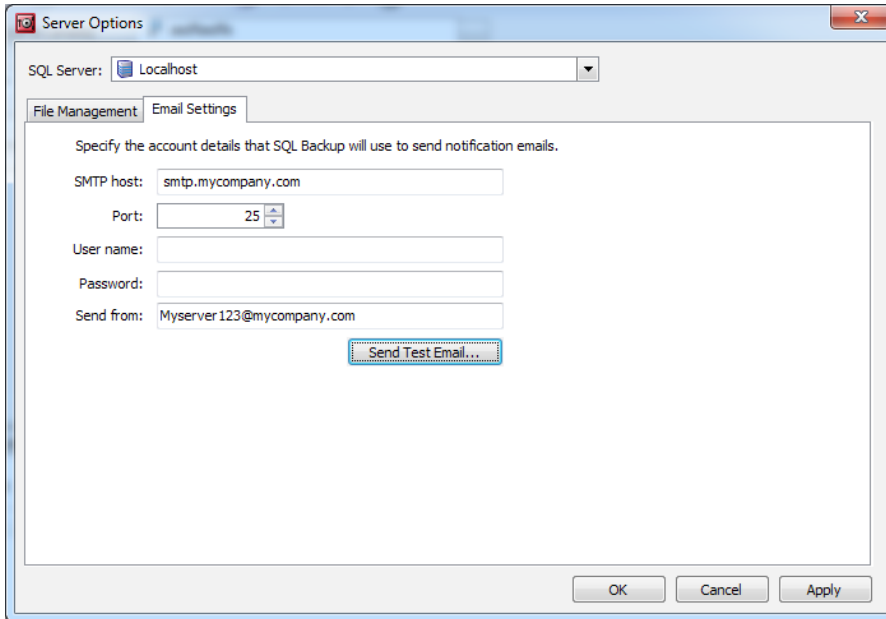 Server Options
SQL Server: Localhost
File Management Email Settings
Specify the account details that SQL Backup will use to send notification emails.
SMTP host: smtp.mycompany.com
Port: 25
User name:
Password:
Send from: Myserver123@mycompany.com
Send Test Email...
OK Cancel Apply